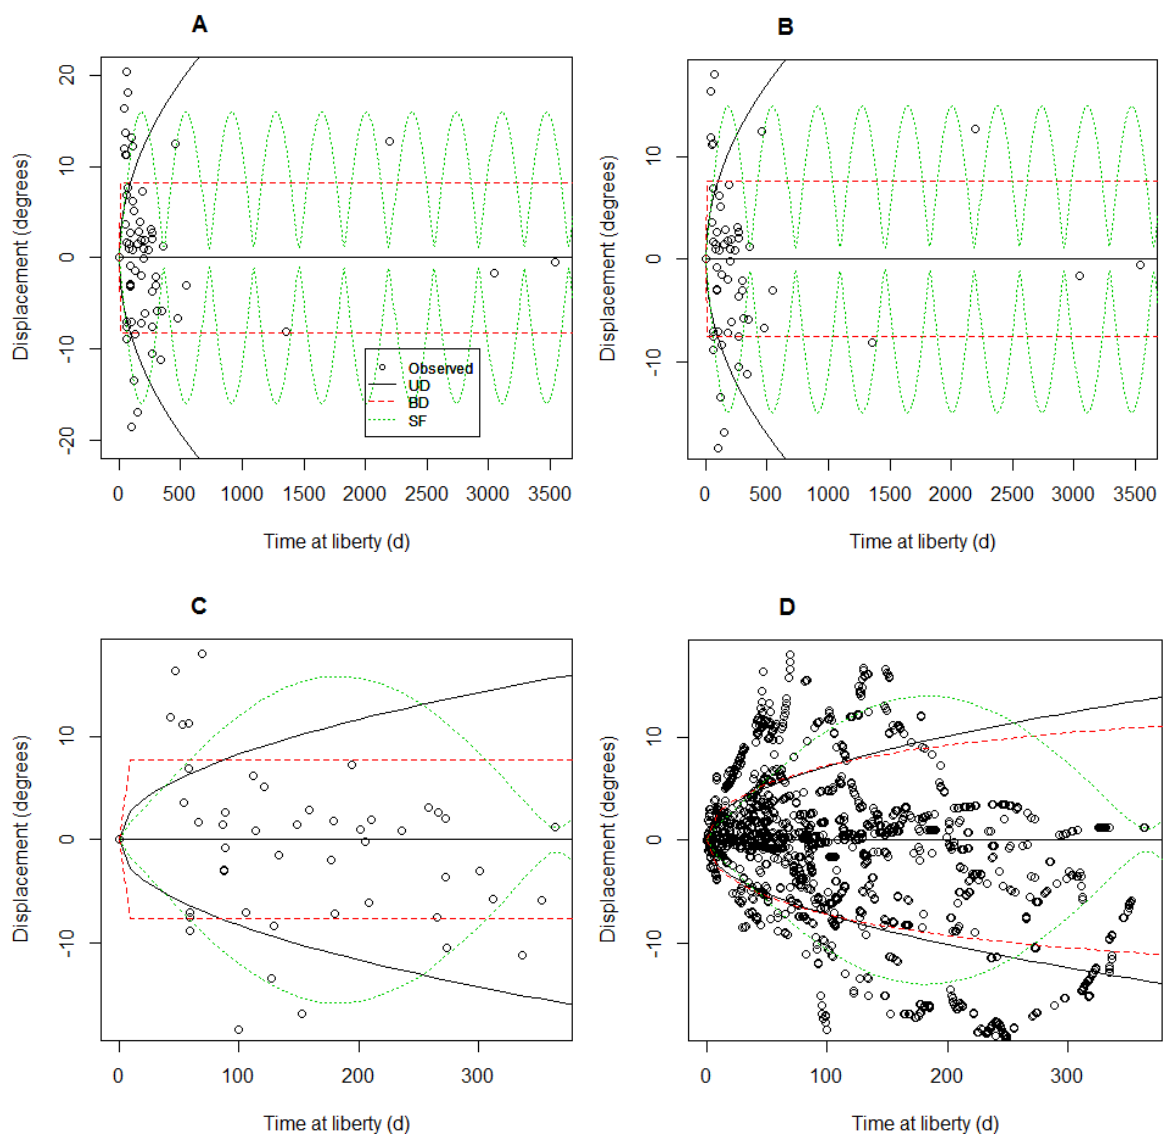 A
B
20
10
0
-10
-20
Displacement (degrees)
Observed
UD
BD
SF
0 500 1000 1500 2000 2500 3000 3500
Time at liberty (d)
10
0
-10
Displacement (degrees)
0 500 1000 1500 2000 2500 3000 3500
Time at liberty (d)
C
D
10
0
-10
Displacement (degrees)
0 100 200 300
Time at liberty (d)
10
0
-10
Displacement (degrees)
0 100 200 300
Time at liberty (d)